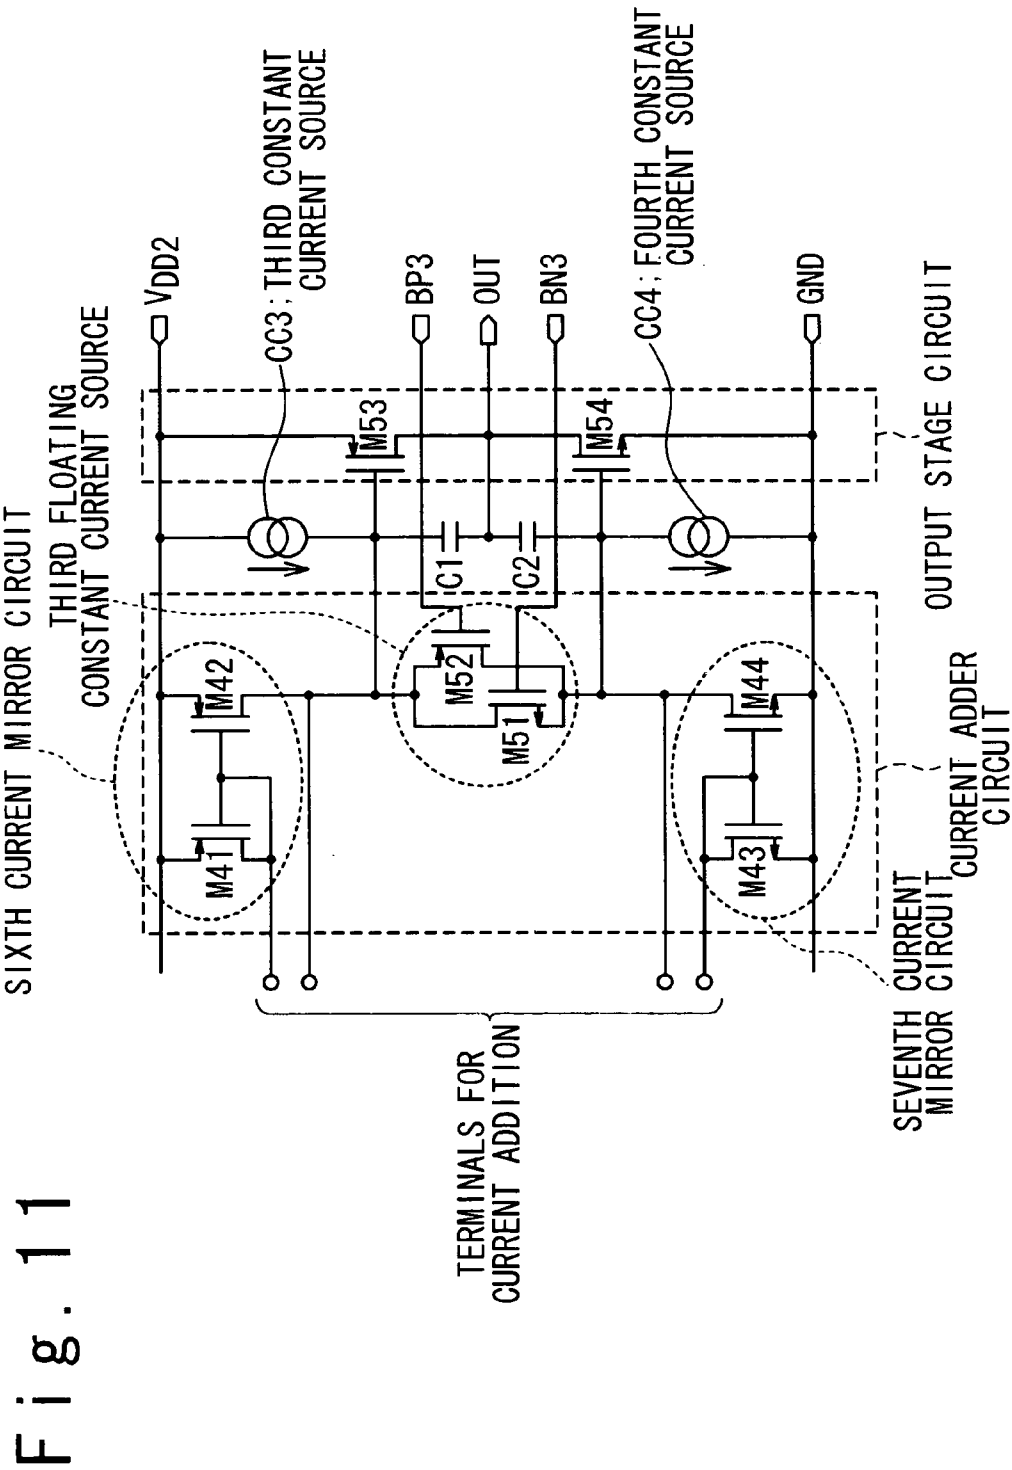 Fig. 11
SIXTH CURRENT MIRROR CIRCUIT
THIRD FLOATING
CONSTANT CURRENT SOURCE
VDD2
CC3; THIRD CONSTANT
CURRENT SOURCE
M41
M42
M53
BP3
C1
M52
OUT
M51
C2
BN3
M54
CC4; FOURTH CONSTANT
CURRENT SOURCE
M43
M44
GND
TERMINALS FOR
CURRENT ADDITION
SEVENTH CURRENT
MIRROR CIRCUIT
CURRENT ADDER
CIRCUIT
OUTPUT STAGE CIRCUIT